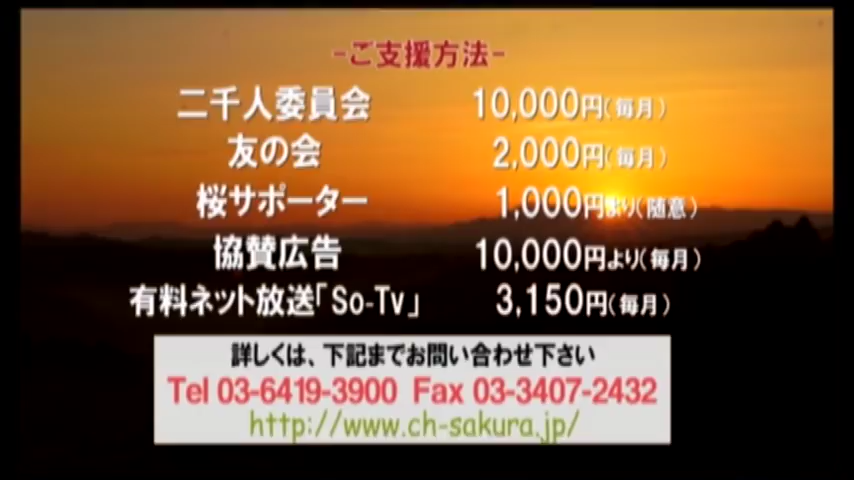 -ご支援方法-
二千人委員会 10,000円(毎月)
友の会 2,000円(毎月)
桜サポーター 1,000円より(随意)
協賛広告 10,000円より(毎月)
有料ネット放送「So-Tv」 3,150円(毎月)
詳しくは、下記までお問い合わせ下さい
Tel 03-6419-3900 Fax 03-3407-2432
http://www.ch-sakura.jp/